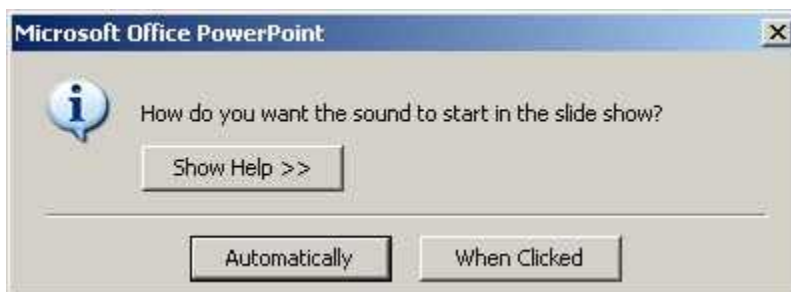 Microsoft Office PowerPoint
How do you want the sound to start in the slide show?
Show Help >>
Automatically
When Clicked